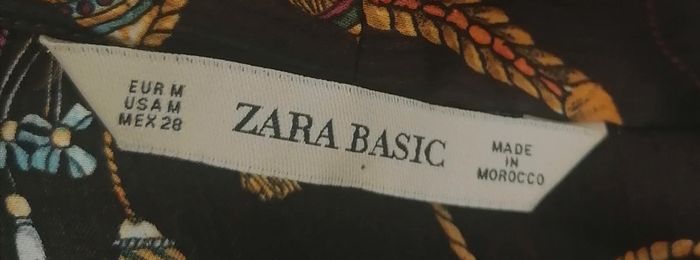 EUR M
USA M
MEX 28
ZARA BASIC
MADE
IN
MOROCCO